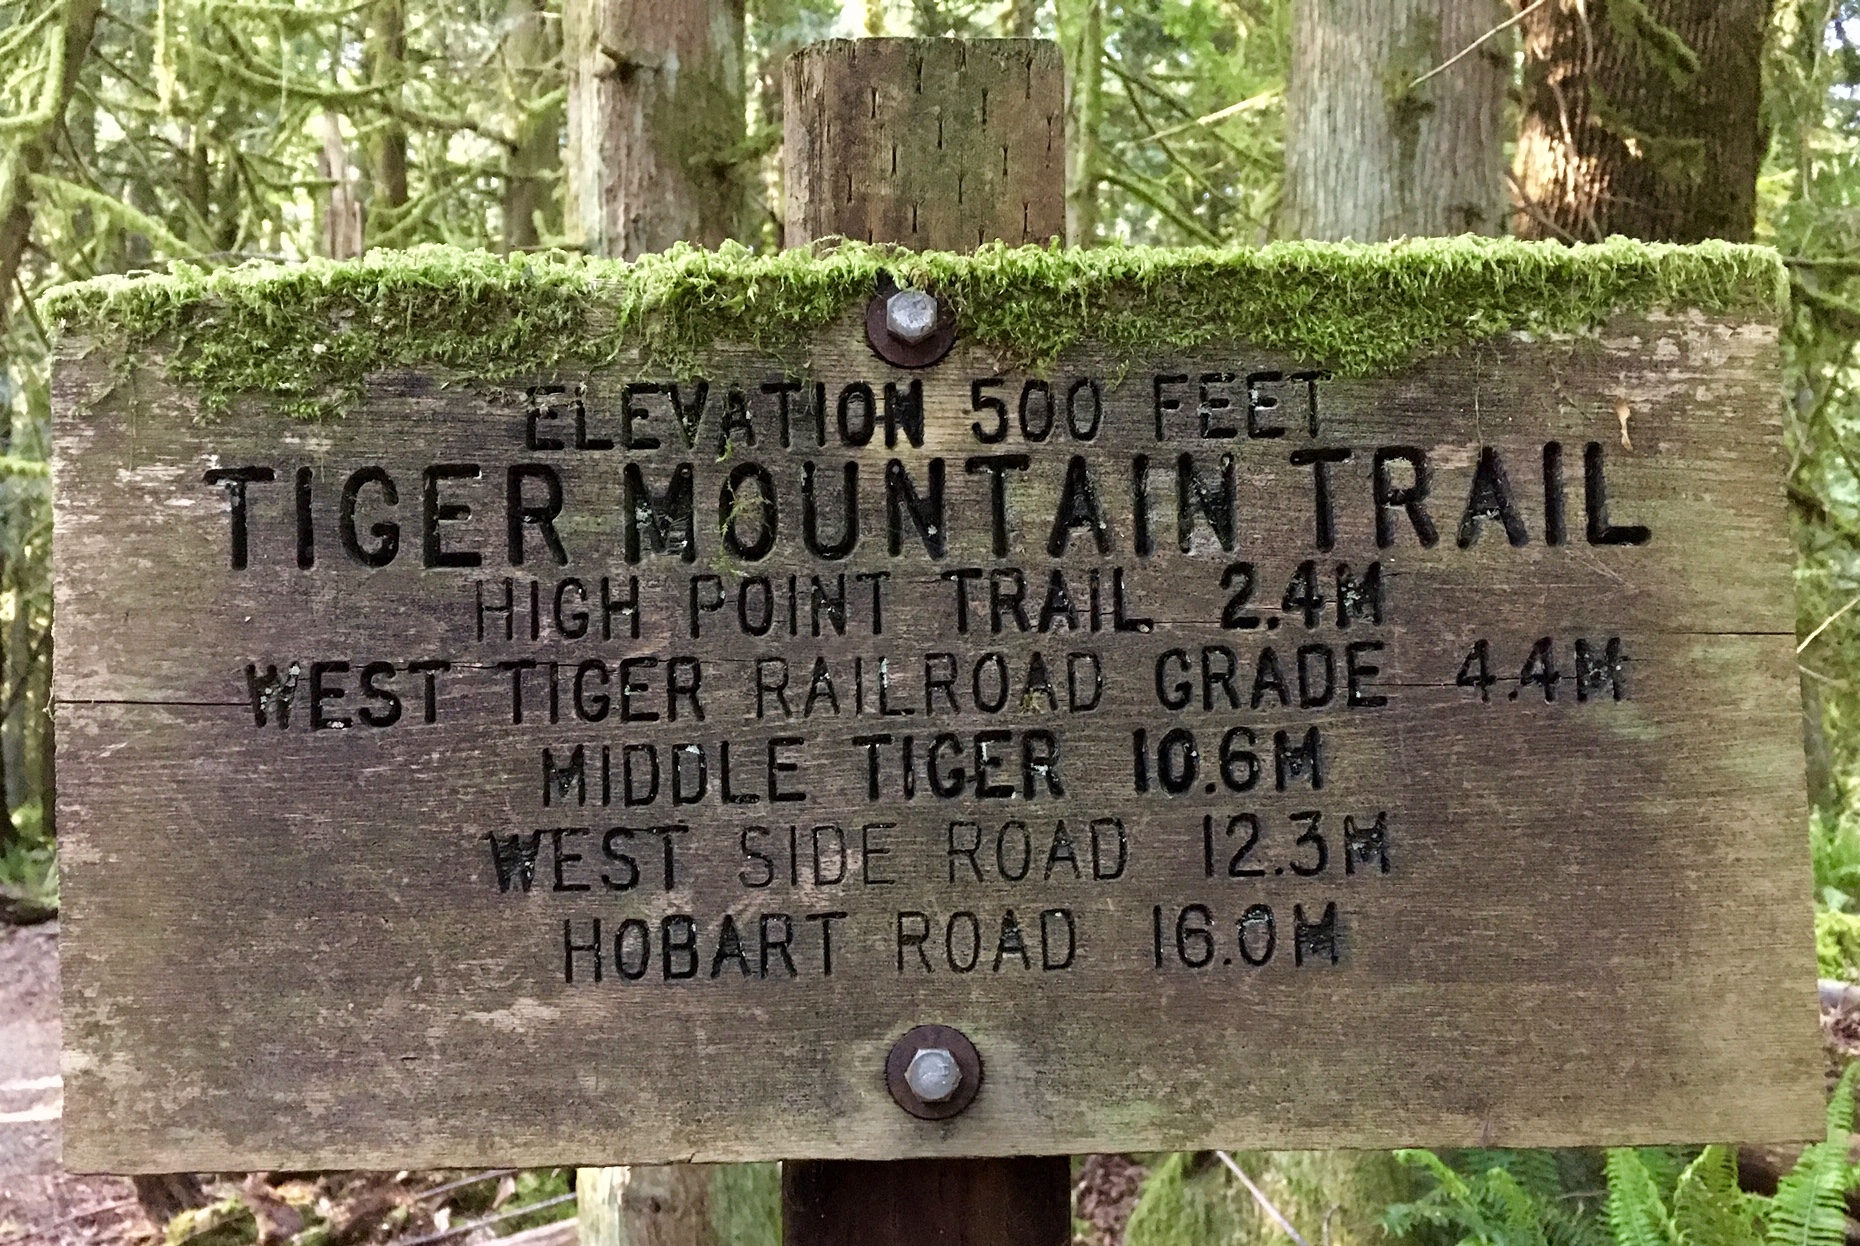 ELEVATION 500 FEET
TIGER MOUNTAIN TRAIL
HIGH POINT TRAIL 2.4M
WEST TIGER RAILROAD GRADE 4.4M
MIDDLE TIGER 10.6M
WEST SIDE ROAD 12.3M
HOBART ROAD 16.0M